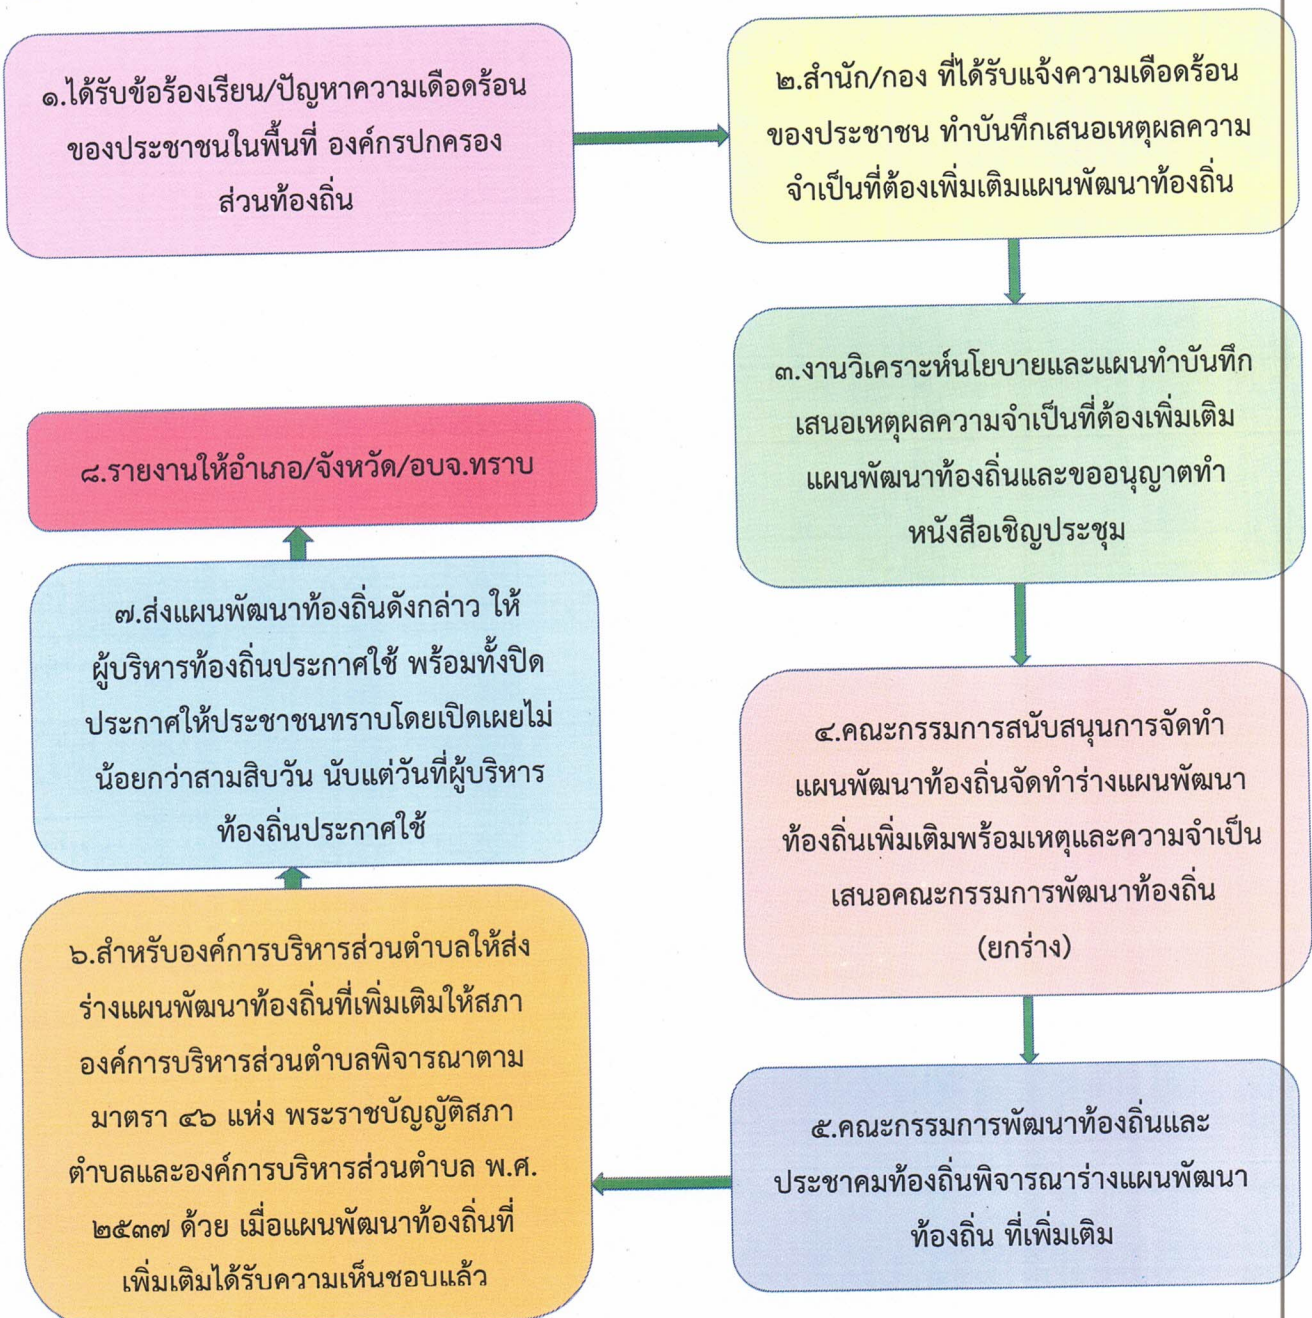 ๑.ได้รับข้อร้องเรียน/ปัญหาความเดือดร้อน
ของประชาชนในพื้นที่ องค์กรปกครอง
ส่วนท้องถิ่น
๒.สำนัก/กอง ที่ได้รับแจ้งความเดือดร้อน
ของประชาชน ทำบันทึกเสนอเหตุผลความ
จำเป็นที่ต้องเพิ่มเติมแผนพัฒนาท้องถิ่น
๓.งานวิเคราะห์นโยบายและแผนทำบันทึก
เสนอเหตุผลความจำเป็นที่ต้องเพิ่มเติม
แผนพัฒนาท้องถิ่นและขออนุญาตทำ
หนังสือเชิญประชุม
๔.คณะกรรมการสนับสนุนการจัดทำ
แผนพัฒนาท้องถิ่นจัดทำร่างแผนพัฒนา
ท้องถิ่นเพิ่มเติมพร้อมเหตุและความจำเป็น
เสนอคณะกรรมการพัฒนาท้องถิ่น
(ยกร่าง)
๕.คณะกรรมการพัฒนาท้องถิ่นและ
ประชาคมท้องถิ่นพิจารณาร่างแผนพัฒนา
ท้องถิ่น ที่เพิ่มเติม
๖.สำหรับองค์การบริหารส่วนตำบลให้ส่ง
ร่างแผนพัฒนาท้องถิ่นที่เพิ่มเติมให้สภา
องค์การบริหารส่วนตำบลพิจารณาตาม
มาตรา ๔๖ แห่ง พระราชบัญญัติสภา
ตำบลและองค์การบริหารส่วนตำบล พ.ศ.
๒๕๓๗ ด้วย เมื่อแผนพัฒนาท้องถิ่นที่
เพิ่มเติมได้รับความเห็นชอบแล้ว
๗.ส่งแผนพัฒนาท้องถิ่นดังกล่าว ให้
ผู้บริหารท้องถิ่นประกาศใช้ พร้อมทั้งปิด
ประกาศให้ประชาชนทราบโดยเปิดเผยไม่
น้อยกว่าสามสิบวัน นับแต่วันที่ผู้บริหาร
ท้องถิ่นประกาศใช้
๘.รายงานให้อำเภอ/จังหวัด/อบจ.ทราบ